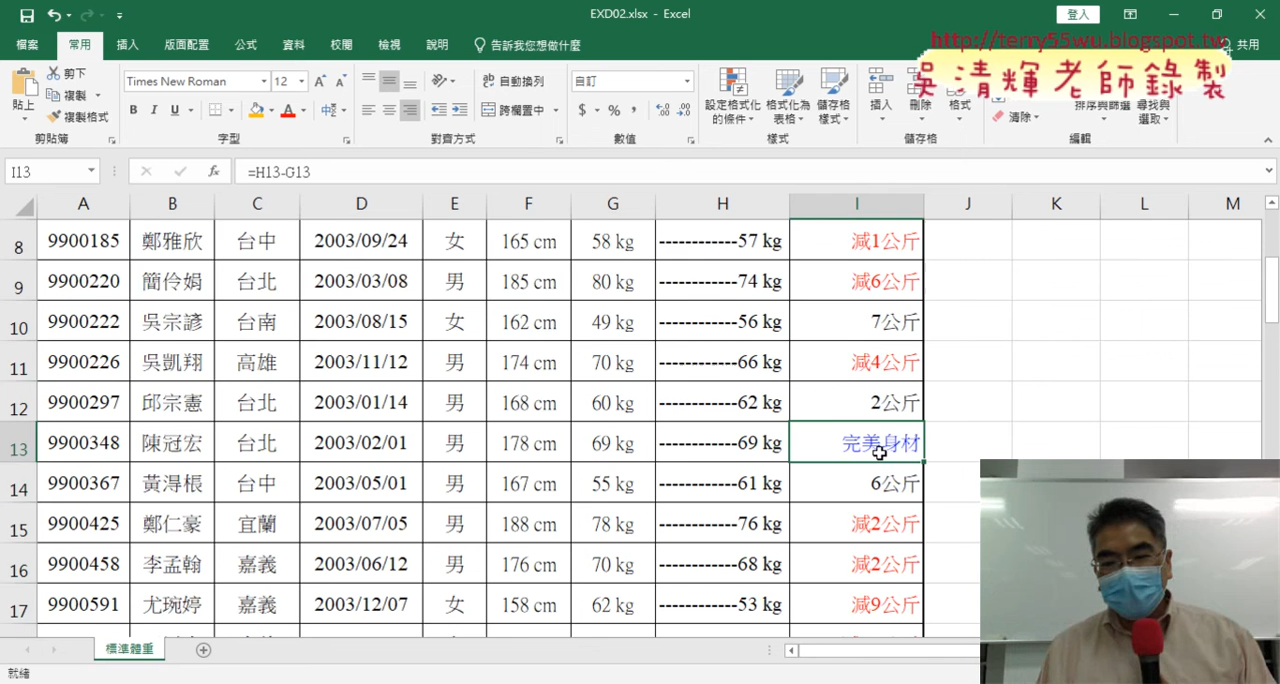 EXD02.xlsx - Excel
登入
檔案 常用 插入 版面配置 公式 資料 校閱 檢視 說明 告訴我您想做什麼 共用
http://terry55wu.blogspot.tw
吳清輝老師錄製
貼上 剪下 複製 複製格式 剪貼簿
Times New Roman 12 B I U A 字型
自動換列 跨欄置中 對齊方式
自訂 $ % 數值
設定格式化的條件 格式化為表格 儲存格樣式 樣式
插入 刪除 格式 儲存格
清除 排序與篩選 尋找與選取 編輯
I13 fx =H13-G13
A B C D E F G H I J K L M
8 9900185 鄭雅欣 台中 2003/09/24 女 165 cm 58 kg ------------57 kg 減1公斤
9 9900220 簡伶娟 台北 2003/03/08 男 185 cm 80 kg ------------74 kg 減6公斤
10 9900222 吳宗諺 台南 2003/08/15 女 162 cm 49 kg ------------56 kg 7公斤
11 9900226 吳凱翔 高雄 2003/11/12 男 174 cm 70 kg ------------66 kg 減4公斤
12 9900297 邱宗憲 台北 2003/01/14 男 168 cm 60 kg ------------62 kg 2公斤
13 9900348 陳冠宏 台北 2003/02/01 男 178 cm 69 kg ------------69 kg 完美身材
14 9900367 黃淂根 台中 2003/05/01 男 167 cm 55 kg ------------61 kg 6公斤
15 9900425 鄭仁豪 宜蘭 2003/07/05 男 188 cm 78 kg ------------76 kg 減2公斤
16 9900458 李孟翰 嘉義 2003/06/12 男 176 cm 70 kg ------------68 kg 減2公斤
17 9900591 尤琬婷 嘉義 2003/12/07 女 158 cm 62 kg ------------53 kg 減9公斤
標準體重
就緒